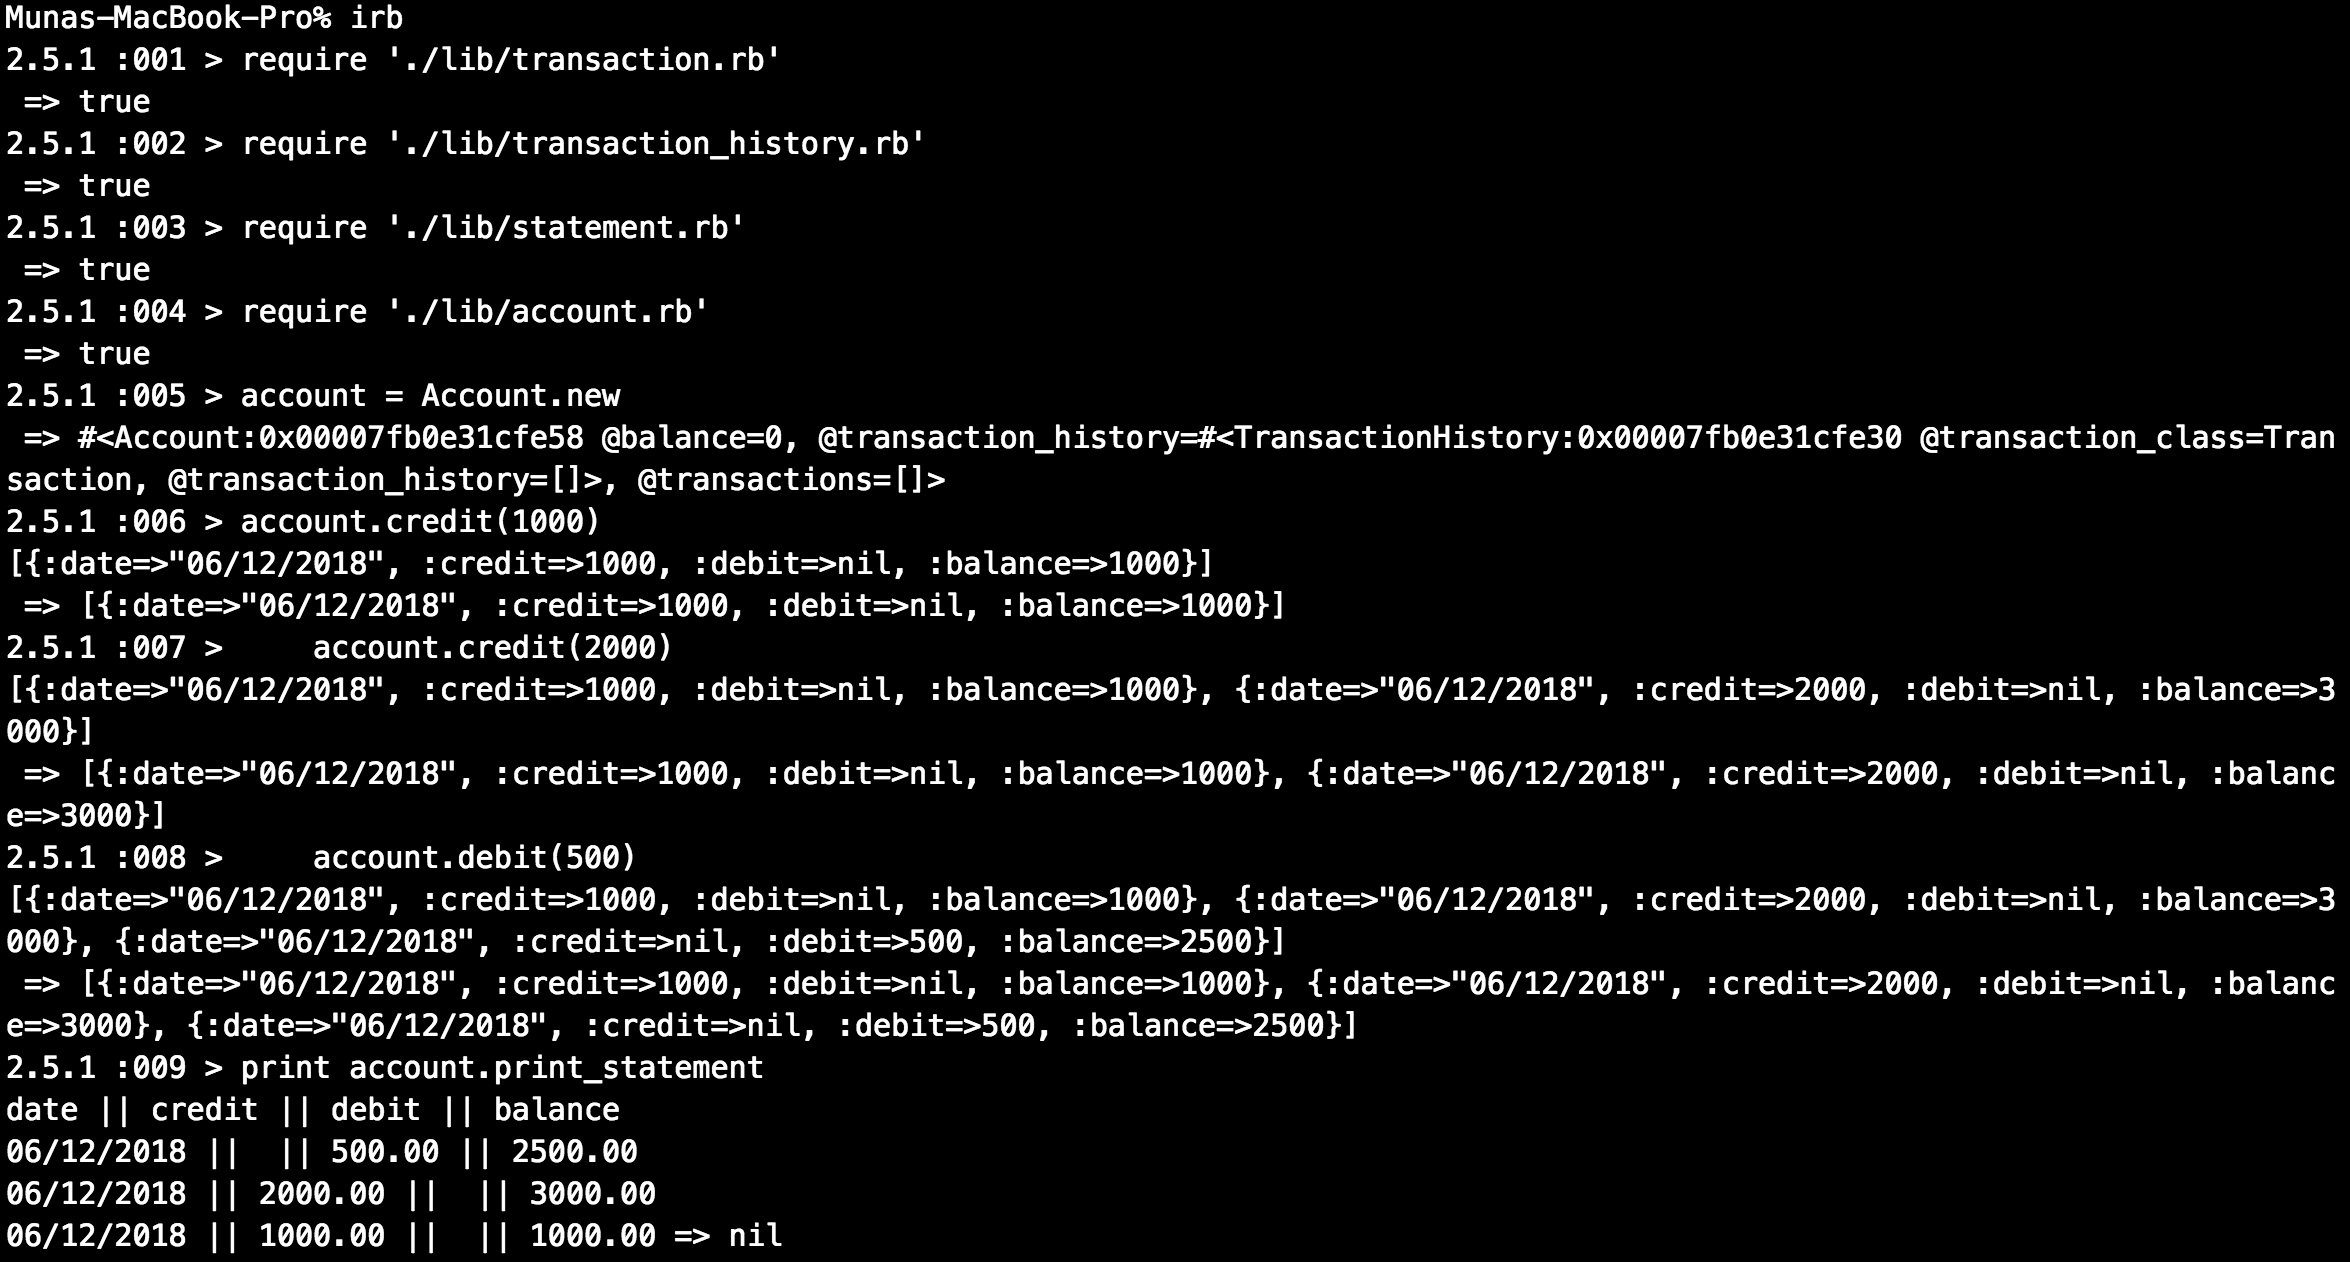 Munas-MacBook-Pro% irb
2.5.1 :001 > require './lib/transaction.rb'
 => true
2.5.1 :002 > require './lib/transaction_history.rb'
 => true
2.5.1 :003 > require './lib/statement.rb'
 => true
2.5.1 :004 > require './lib/account.rb'
 => true
2.5.1 :005 > account = Account.new
 => #<Account:0x00007fb0e31cfe58 @balance=0, @transaction_history=#<TransactionHistory:0x00007fb0e31cfe30 @transaction_class=Tran
saction, @transaction_history=[]>, @transactions=[]>
2.5.1 :006 > account.credit(1000)
[{:date=>"06/12/2018", :credit=>1000, :debit=>nil, :balance=>1000}]
 => [{:date=>"06/12/2018", :credit=>1000, :debit=>nil, :balance=>1000}]
2.5.1 :007 >     account.credit(2000)
[{:date=>"06/12/2018", :credit=>1000, :debit=>nil, :balance=>1000}, {:date=>"06/12/2018", :credit=>2000, :debit=>nil, :balance=>3
000}]
 => [{:date=>"06/12/2018", :credit=>1000, :debit=>nil, :balance=>1000}, {:date=>"06/12/2018", :credit=>2000, :debit=>nil, :balanc
e=>3000}]
2.5.1 :008 >     account.debit(500)
[{:date=>"06/12/2018", :credit=>1000, :debit=>nil, :balance=>1000}, {:date=>"06/12/2018", :credit=>2000, :debit=>nil, :balance=>3
000}, {:date=>"06/12/2018", :credit=>nil, :debit=>500, :balance=>2500}]
 => [{:date=>"06/12/2018", :credit=>1000, :debit=>nil, :balance=>1000}, {:date=>"06/12/2018", :credit=>2000, :debit=>nil, :balanc
e=>3000}, {:date=>"06/12/2018", :credit=>nil, :debit=>500, :balance=>2500}]
2.5.1 :009 > print account.print_statement
date || credit || debit || balance
06/12/2018 ||  || 500.00 || 2500.00
06/12/2018 || 2000.00 ||  || 3000.00
06/12/2018 || 1000.00 ||  || 1000.00 => nil